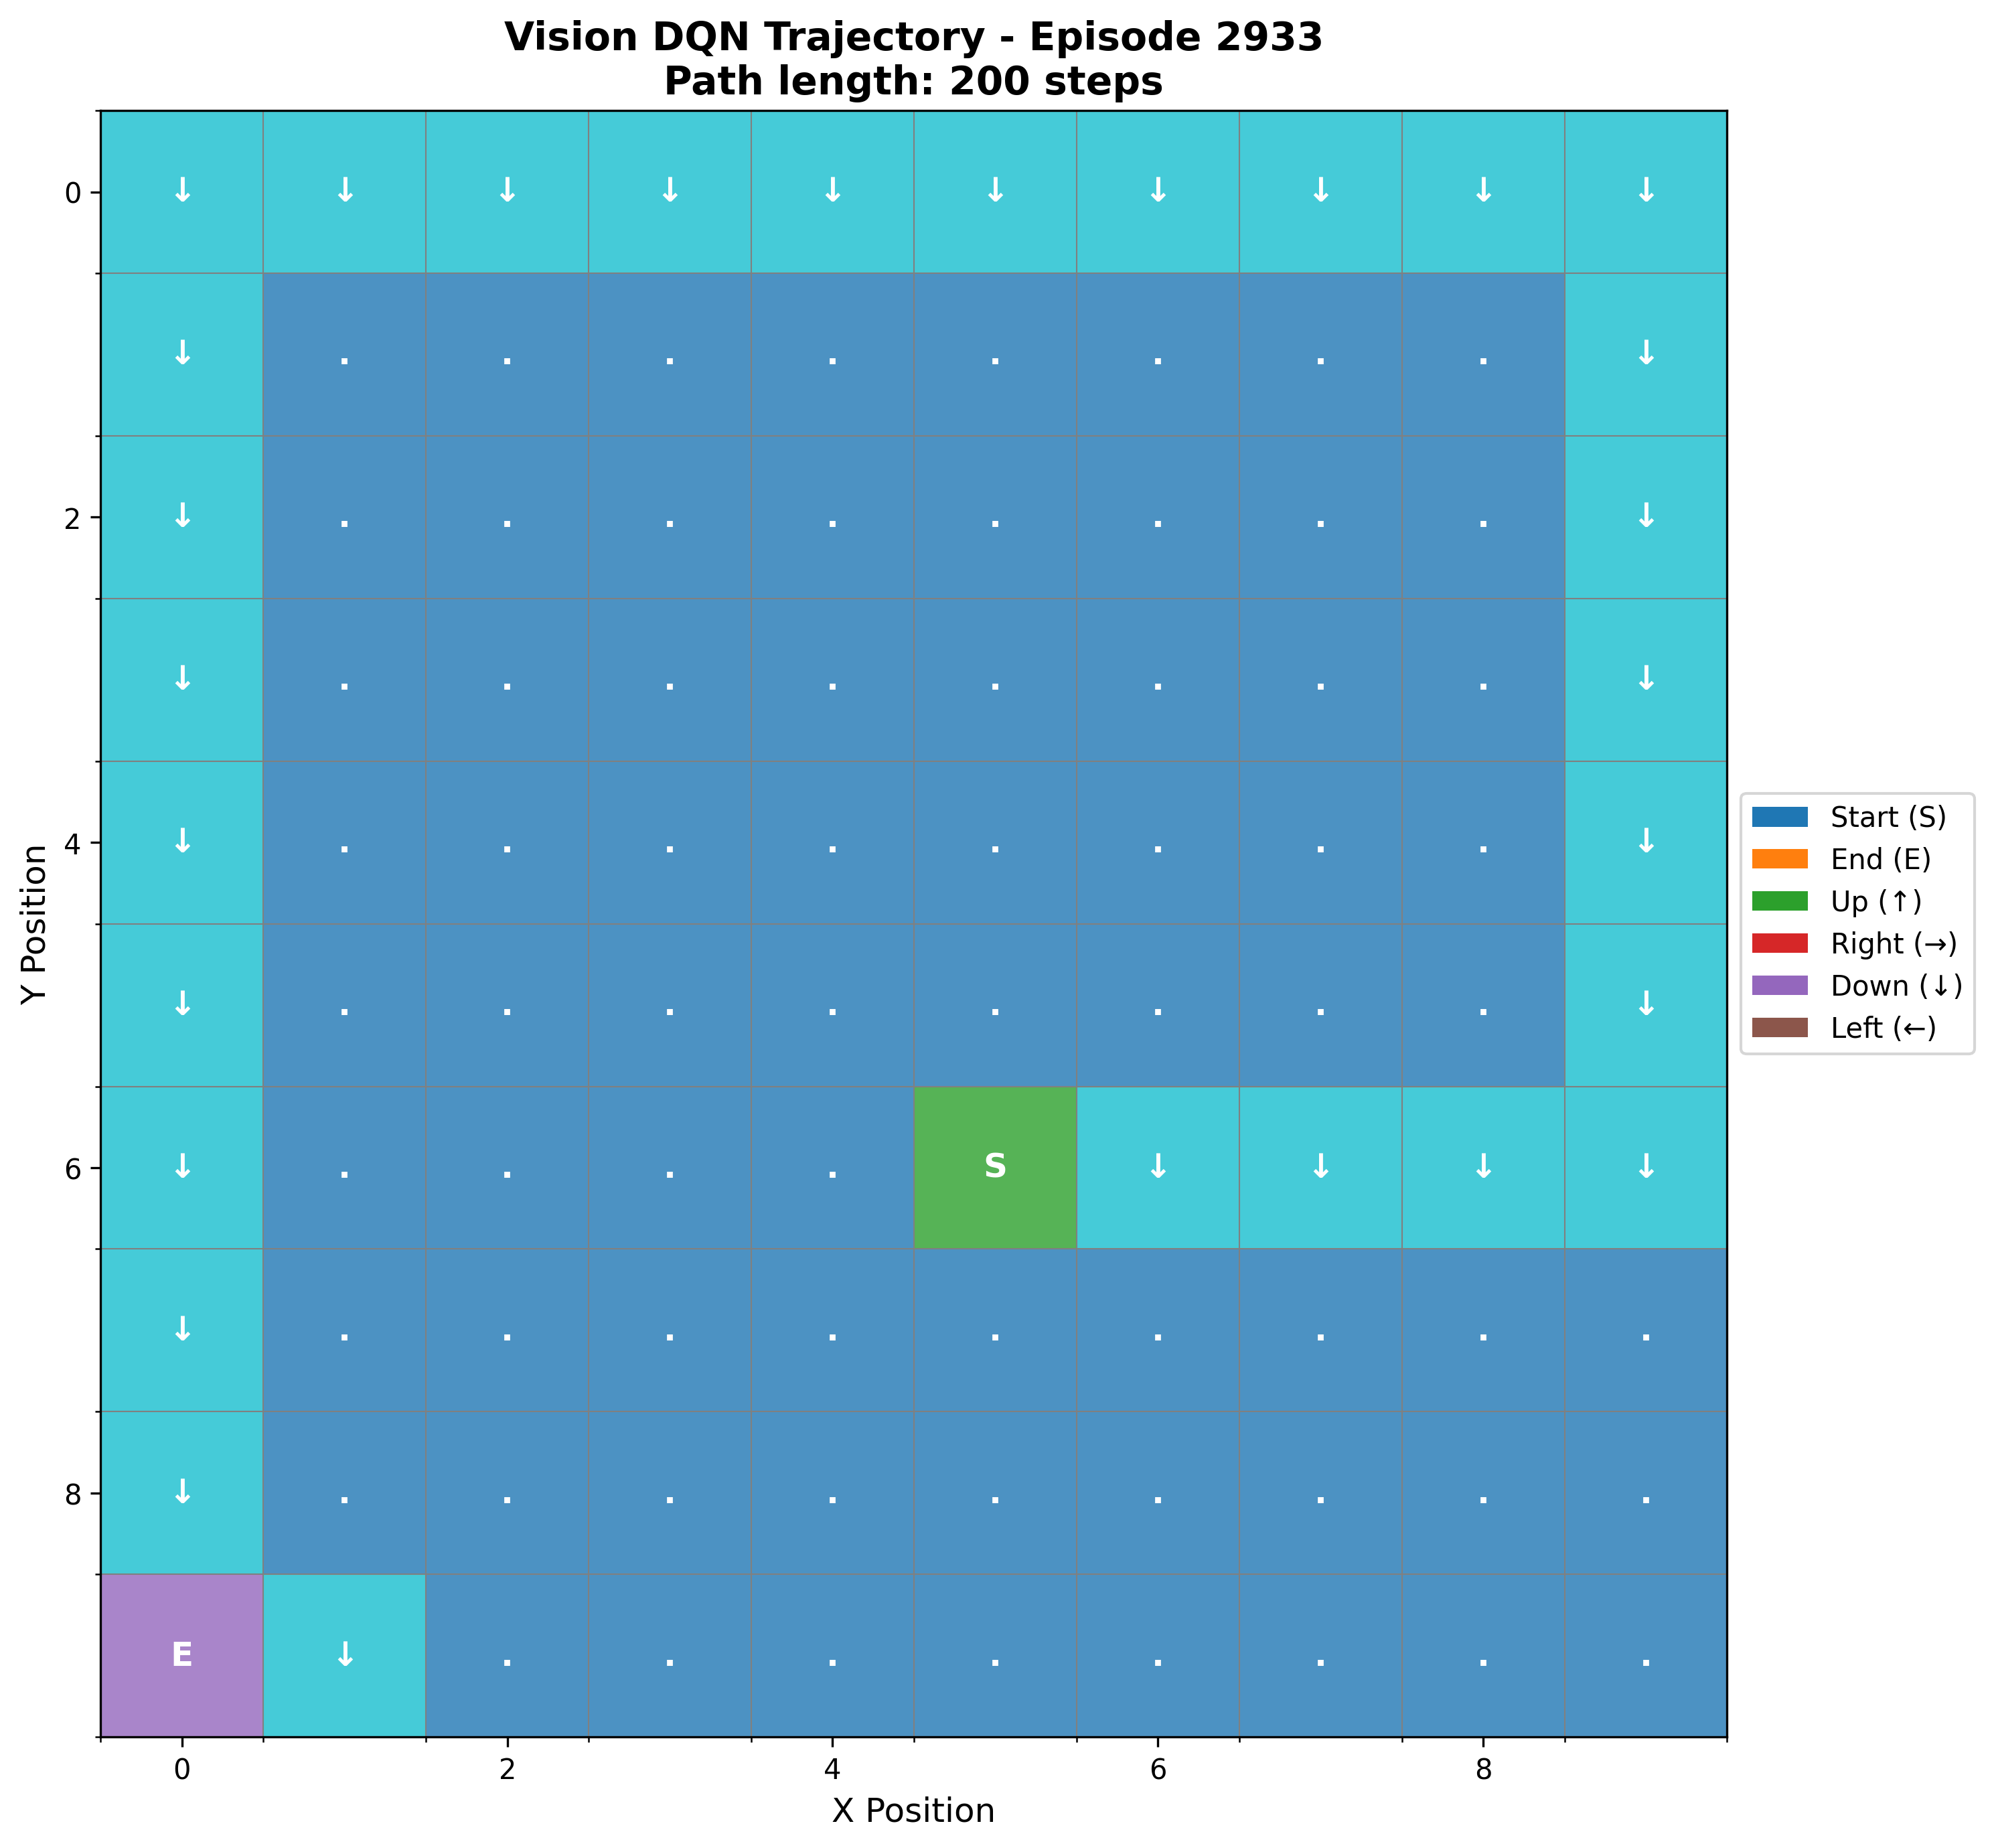 Vision DQN Trajectory - Episode 2933
Path length: 200 steps
0 ↓ ↓ ↓ ↓ ↓ ↓ ↓ ↓ ↓ ↓
↓ . . . . . . . . ↓
2 ↓ . . . . . . . . ↓
↓ . . . . . . . . ↓
4 ↓ . . . . . . . . ↓
↓ . . . . . . . . ↓
6 ↓ . . . . S ↓ ↓ ↓ ↓
↓ . . . . . . . . .
8 ↓ . . . . . . . . .
E ↓ . . . . . . . .
0 2 4 6 8
X Position
Y Position
Start (S)
End (E)
Up (↑)
Right (→)
Down (↓)
Left (←)